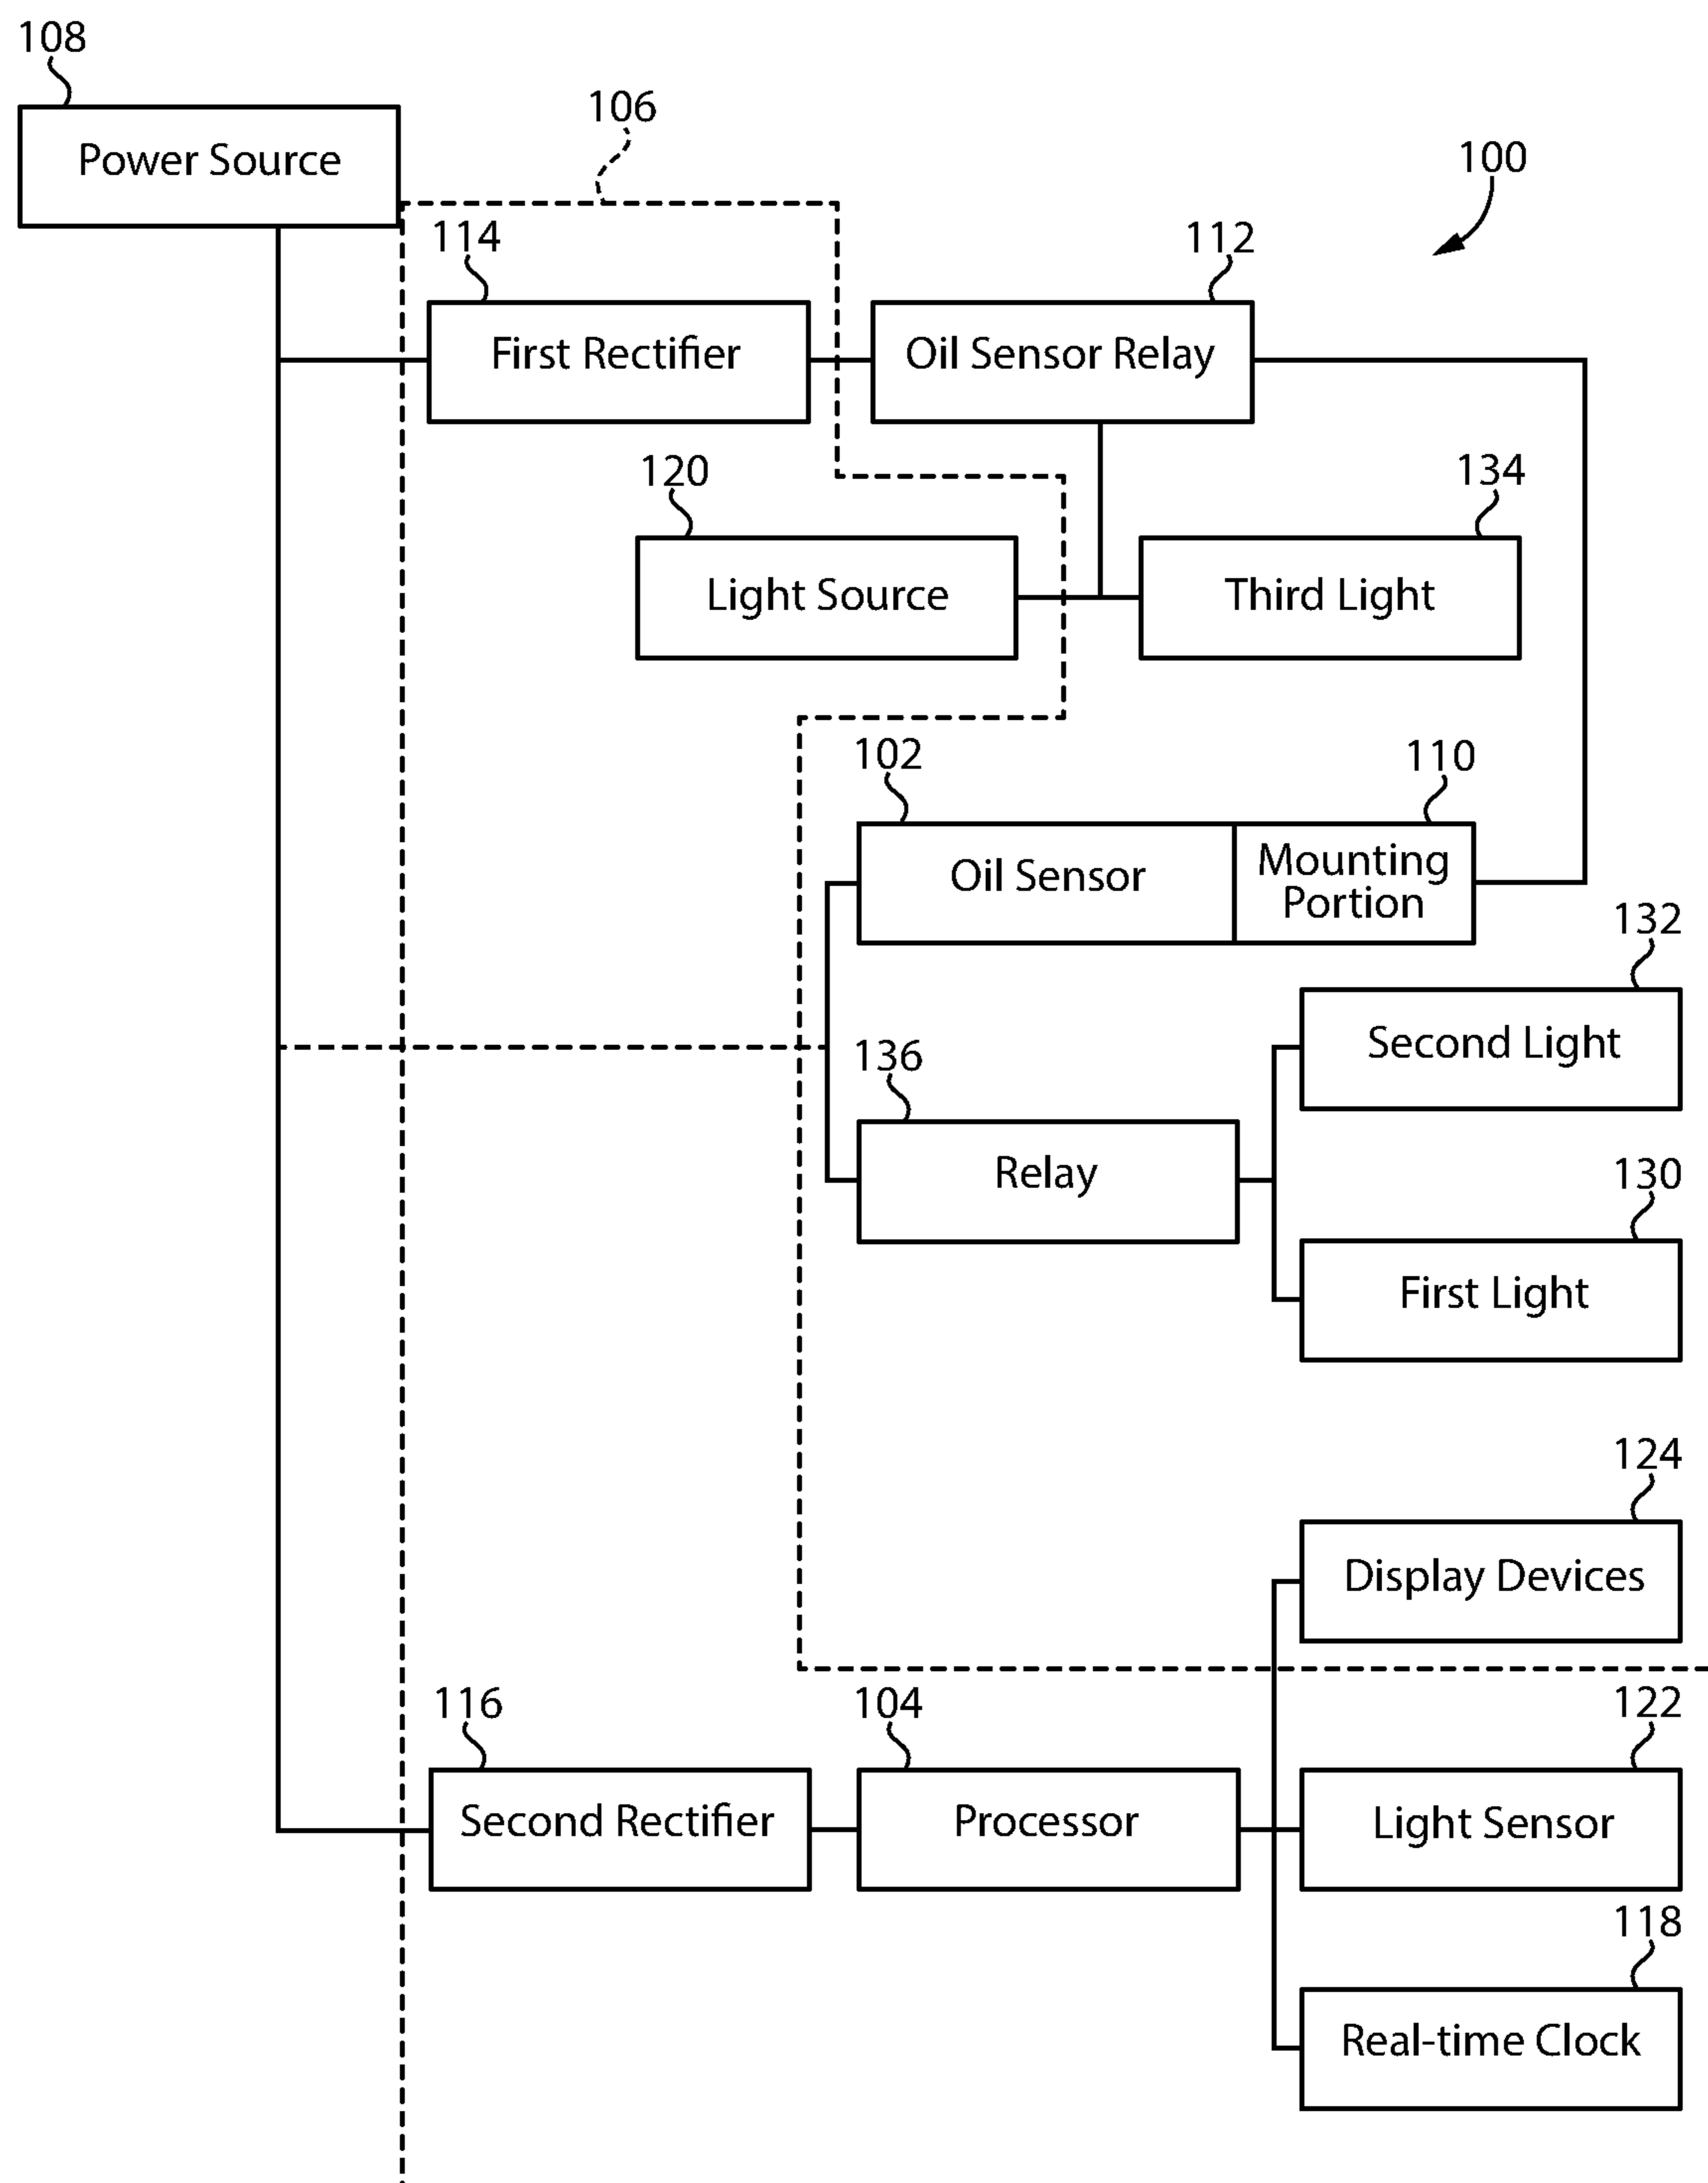 108
Power Source
106
100
114
First Rectifier
112
Oil Sensor Relay
120
Light Source
134
Third Light
102
Oil Sensor
110
Mounting
Portion
132
Second Light
136
Relay
130
First Light
124
Display Devices
116
Second Rectifier
104
Processor
122
Light Sensor
118
Real-time Clock